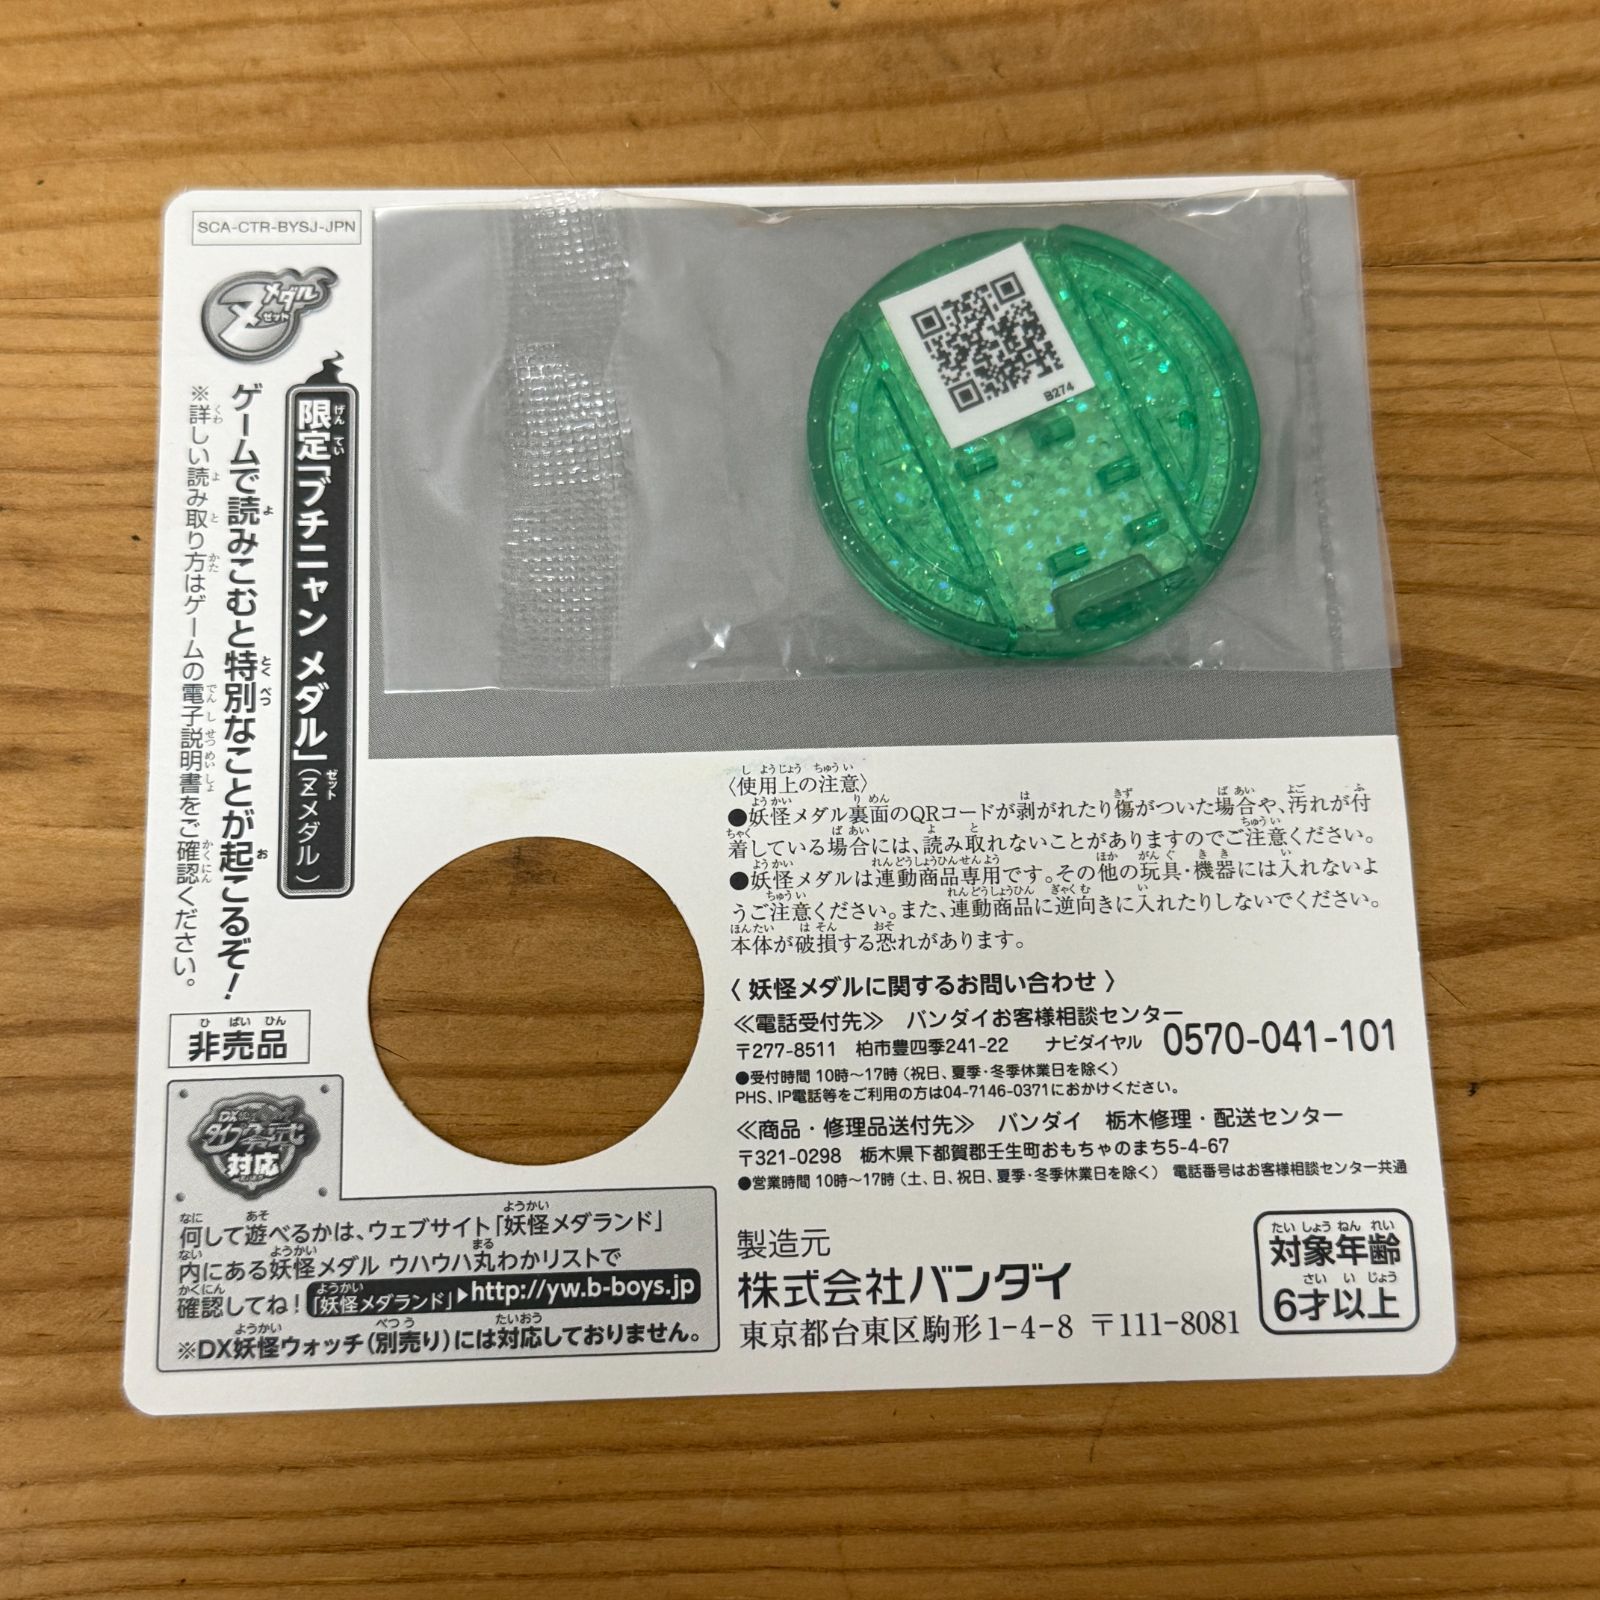 SCA-CTR-BYSJ-JPN
Zメダル
ゼット
限定「ブチニャン メダル」(Zメダル)
ゲームで読みこむと特別なことが起こるぞ!
※詳しい読み取り方はゲームの電子説明書をご確認ください。
非売品
B274
〈使用上の注意〉
●妖怪メダル裏面のQRコードが剥がれたり傷がついた場合や、汚れが付
着している場合には、読み取れないことがありますのでご注意ください。
●妖怪メダルは連動商品専用です。その他の玩具・機器には入れないよ
うご注意ください。また、連動商品に逆向きに入れたりしないでください。
本体が破損する恐れがあります。
〈 妖怪メダルに関するお問い合わせ 〉
≪電話受付先≫ バンダイお客様相談センター
〒277-8511 柏市豊四季241-22 ナビダイヤル 0570-041-101
●受付時間 10時〜17時(祝日、夏季・冬季休業日を除く)
PHS、IP電話等をご利用の方は04-7146-0371におかけください。
≪商品・修理品送付先≫ バンダイ 栃木修理・配送センター
〒321-0298 栃木県下都賀郡壬生町おもちゃのまち5-4-67
●営業時間 10時〜17時(土、日、祝日、夏季・冬季休業日を除く) 電話番号はお客様相談センター共通
製造元
株式会社バンダイ
東京都台東区駒形1-4-8 〒111-8081
対象年齢
6才以上
対応
何して遊べるかは、ウェブサイト「妖怪メダランド」
内にある妖怪メダル ウハウハ丸わかりリストで
確認してね!「妖怪メダランド」▶http://yw.b-boys.jp
※DX妖怪ウォッチ(別売り)には対応しておりません。